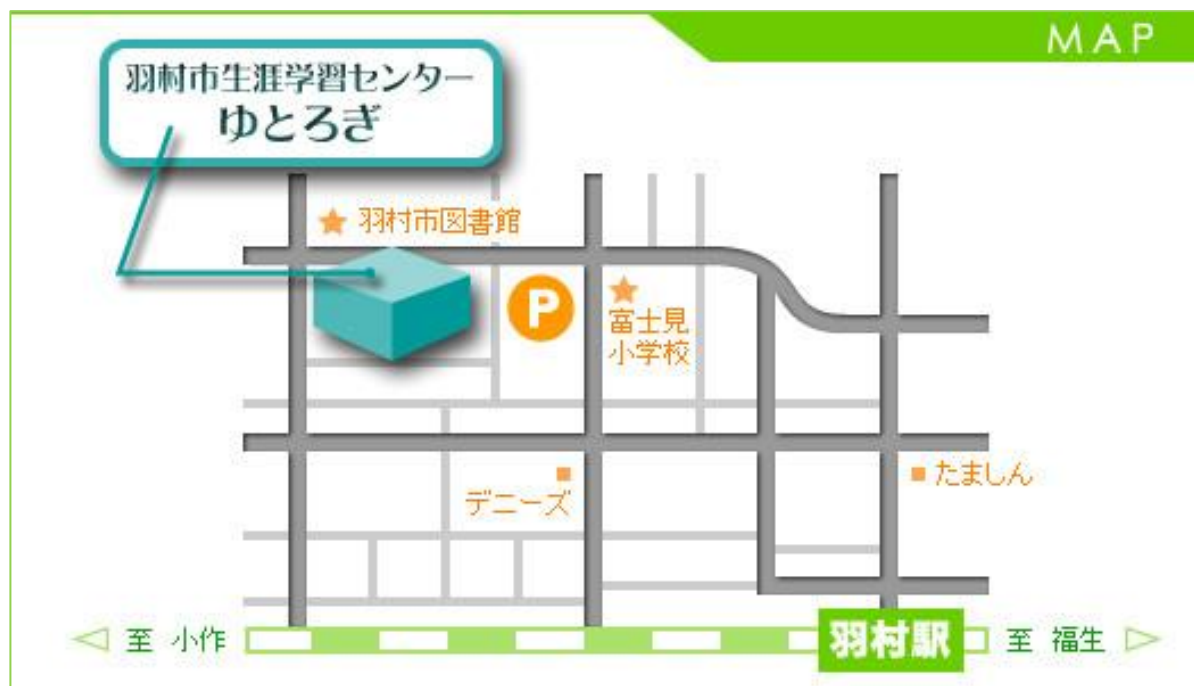 MAP
羽村市生涯学習センター
ゆとろぎ
羽村市図書館
P
富士見
小学校
デニーズ
たましん
至 小作
羽村駅
至 福生